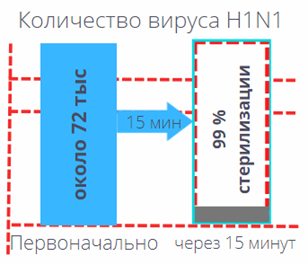 Количество вируса H1N1
около 72 тыс
15 мин
99 %
стерилизации
Первоначально
через 15 минут